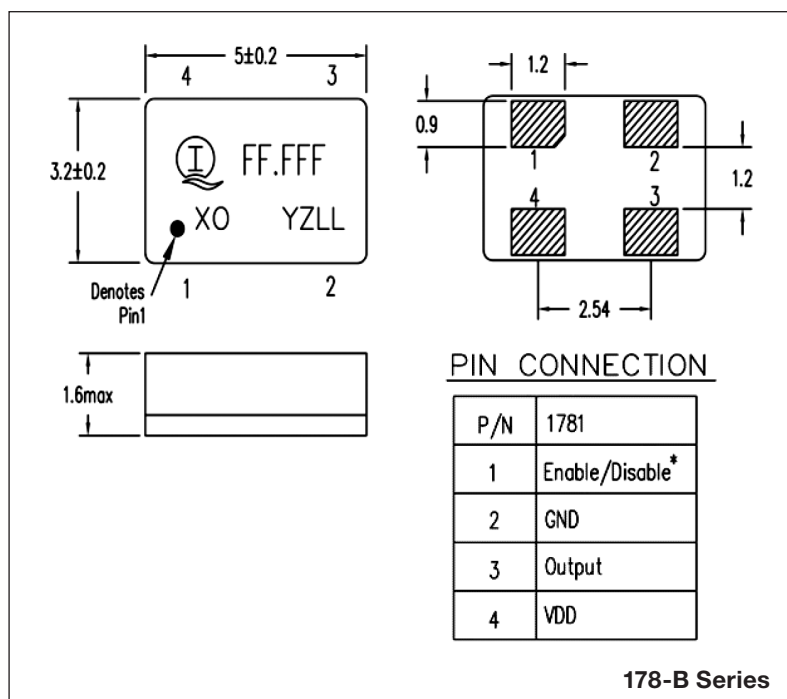 5±0.2
4 3
3.2±0.2
I FF.FFF
XO YZLL
Denotes
Pin1
1 2
1.6max
1.2
0.9
1 2
4 3
1.2
2.54
PIN CONNECTION
P/N 1781
1 Enable/Disable*
2 GND
3 Output
4 VDD
178-B Series